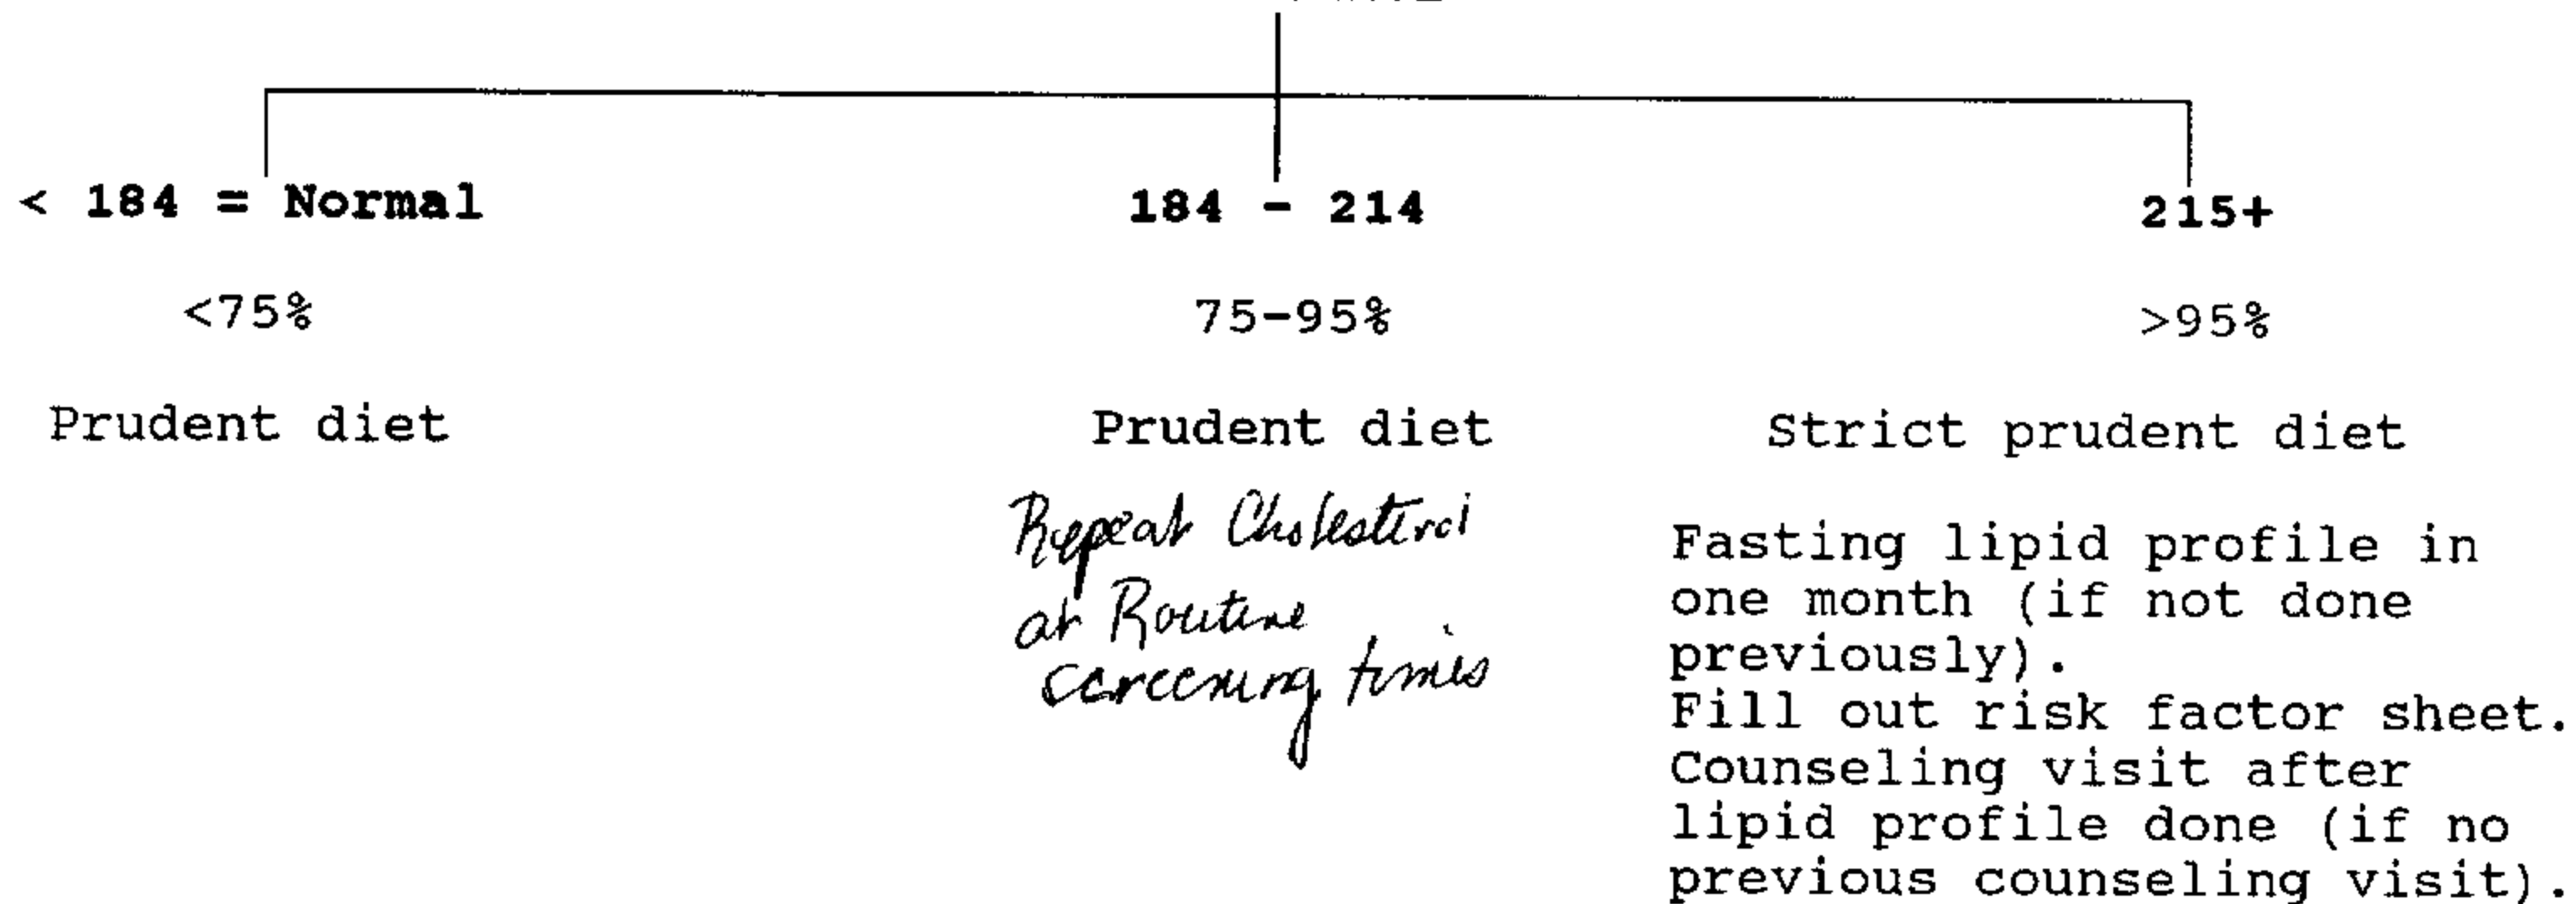 < 184 = Normal
184 - 214
215+
<75%
75-95%
>95%
Prudent diet
Prudent diet
Strict prudent diet
Repeat Cholesterol
at Routine
screening times
Fasting lipid profile in
one month (if not done
previously).
Fill out risk factor sheet.
Counseling visit after
lipid profile done (if no
previous counseling visit).